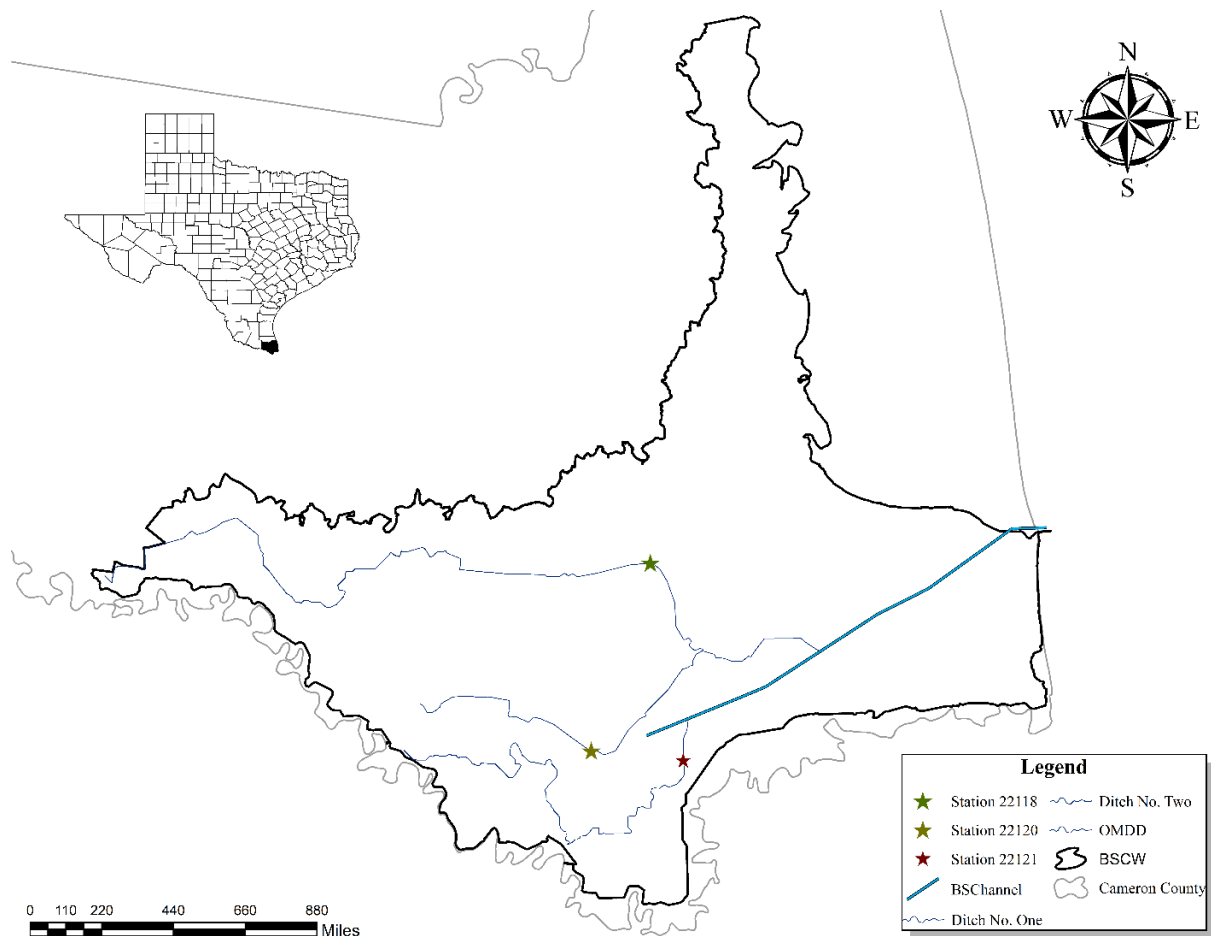 N
W E
S
Legend
Station 22118 Ditch No. Two
Station 22120 OMDD
Station 22121 BSCW
BSChannel Cameron County
Ditch No. One
0 110 220 440 660 880
Miles